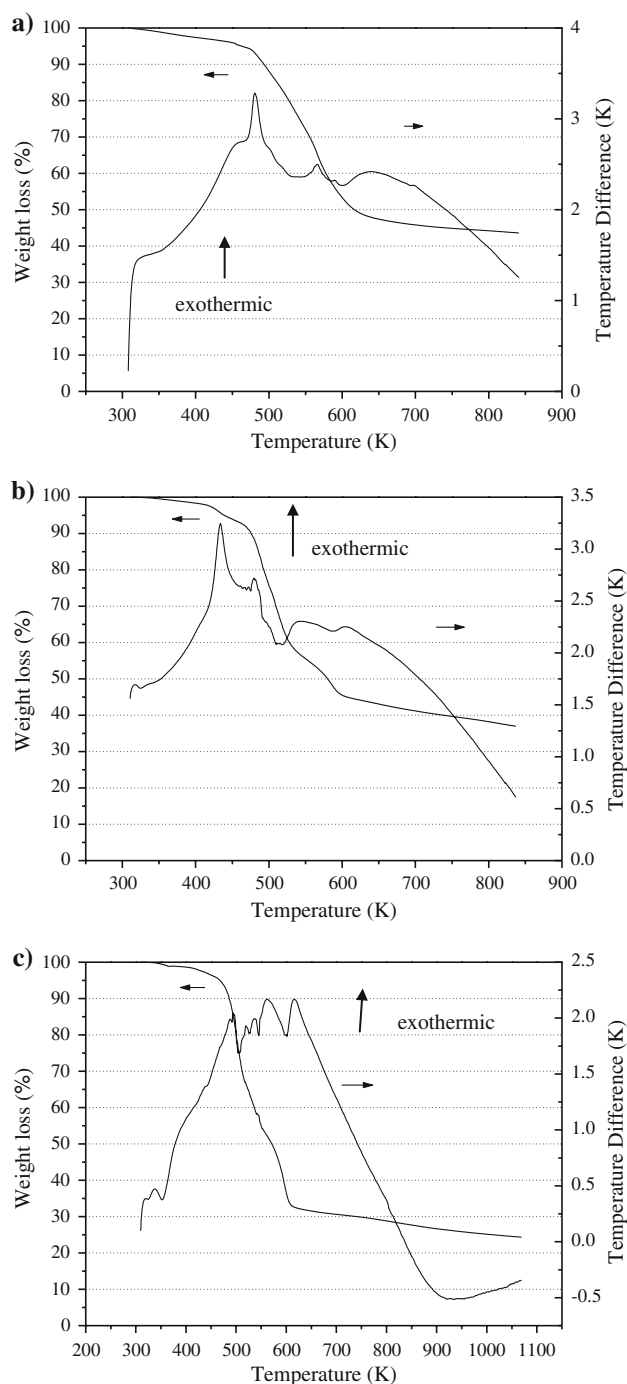 a)
100
90
80
70
60
50
40
30
20
10
0
Weight loss (%)
4
3
2
1
0
Temperature Difference (K)
exothermic
300 400 500 600 700 800 900
Temperature (K)
b)
100
90
80
70
60
50
40
30
20
10
0
Weight loss (%)
3.5
3.0
2.5
2.0
1.5
1.0
0.5
0.0
Temperature Difference (K)
exothermic
300 400 500 600 700 800 900
Temperature (K)
c)
100
90
80
70
60
50
40
30
20
10
0
Weight loss (%)
2.5
2.0
1.5
1.0
0.5
0.0
-0.5
Temperature Difference (K)
exothermic
200 300 400 500 600 700 800 900 1000 1100
Temperature (K)